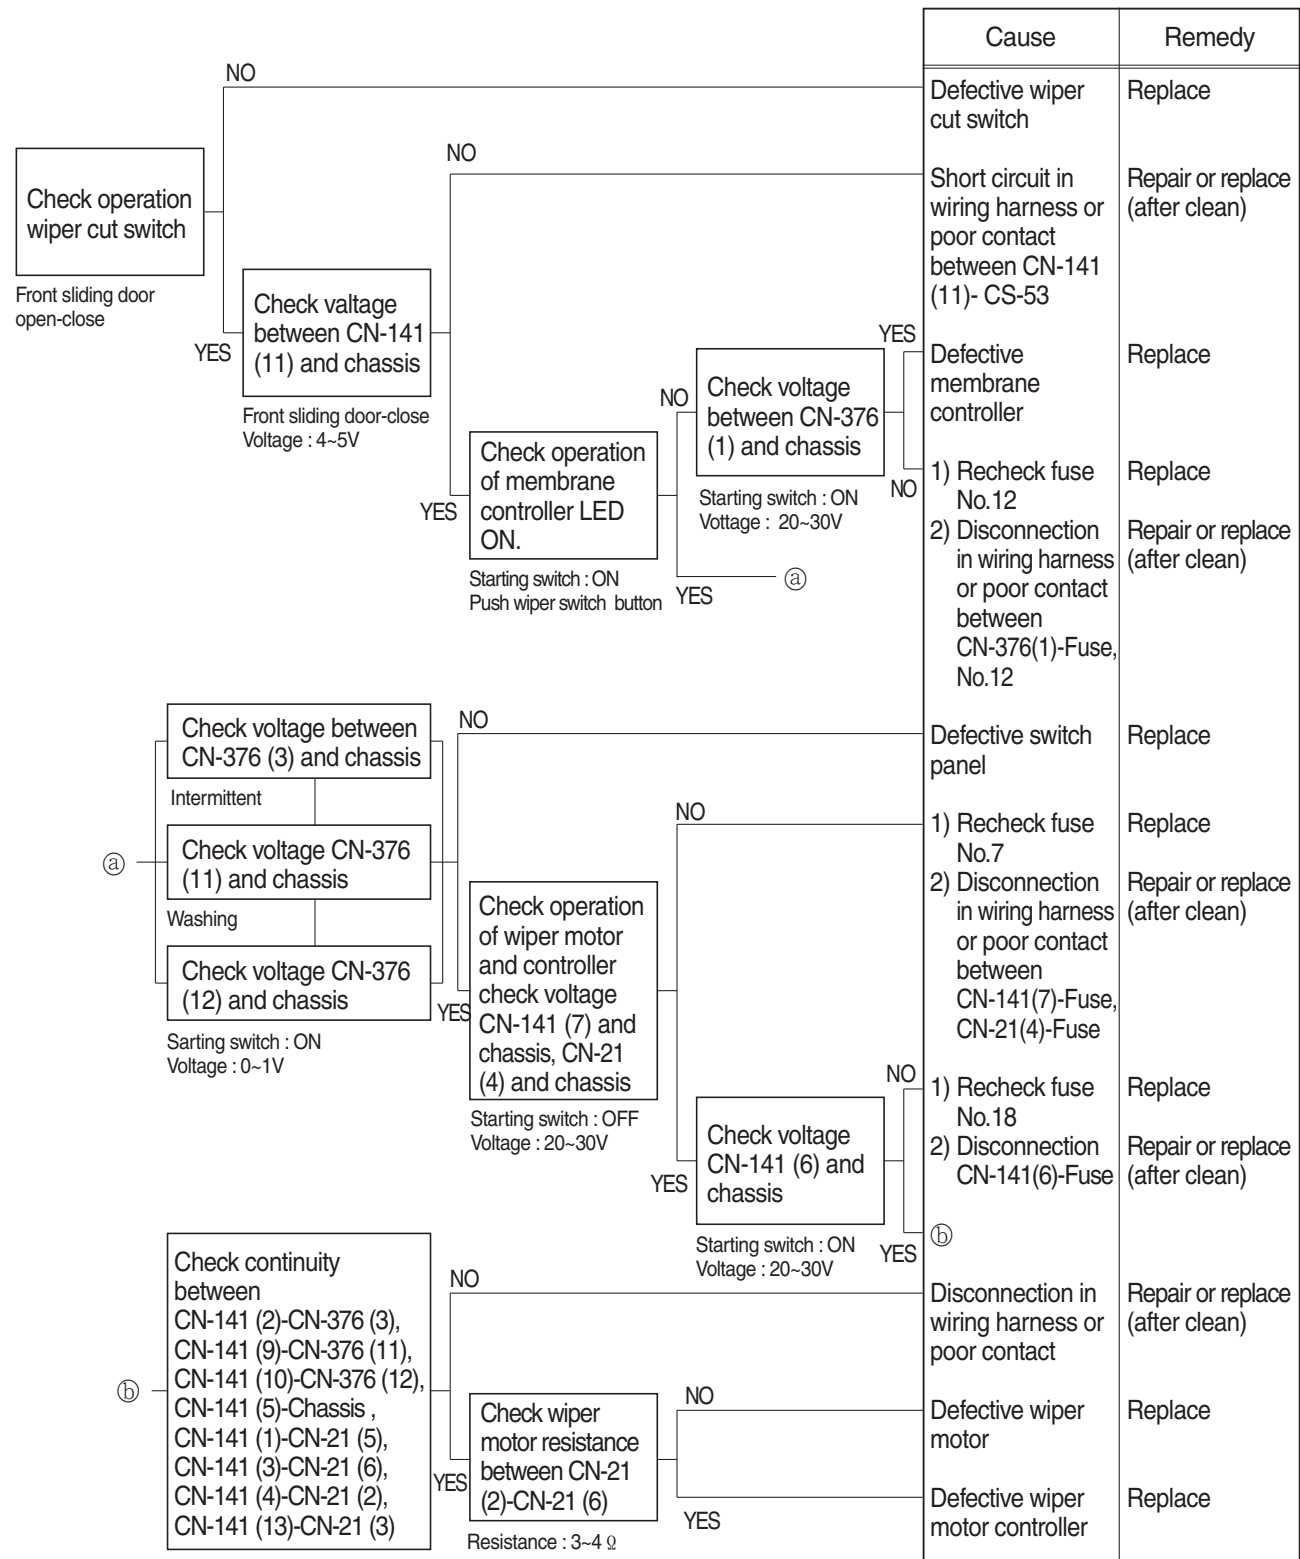 Cause
Remedy
NO
Defective wiper
cut switch
Replace
Check operation
wiper cut switch
Front sliding door
open-close
NO
Short circuit in
wiring harness or
poor contact
between CN-141
(11)- CS-53
Repair or replace
(after clean)
YES
Check valtage
between CN-141
(11) and chassis
Front sliding door-close
Voltage : 4~5V
YES
Check operation
of membrane
controller LED
ON.
Starting switch : ON
Push wiper switch button
NO
Check voltage
between CN-376
(1) and chassis
Starting switch : ON
Vottage : 20~30V
YES
Defective
membrane
controller
Replace
NO
1) Recheck fuse
No.12
Replace
2) Disconnection
in wiring harness
or poor contact
between
CN-376(1)-Fuse,
No.12
Repair or replace
(after clean)
YES
ⓐ
ⓐ
Check voltage between
CN-376 (3) and chassis
Intermittent
Check voltage CN-376
(11) and chassis
Washing
Check voltage CN-376
(12) and chassis
Sarting switch : ON
Voltage : 0~1V
NO
Defective switch
panel
Replace
YES
Check operation
of wiper motor
and controller
check voltage
CN-141 (7) and
chassis, CN-21
(4) and chassis
Starting switch : OFF
Voltage : 20~30V
NO
1) Recheck fuse
No.7
Replace
2) Disconnection
in wiring harness
or poor contact
between
CN-141(7)-Fuse,
CN-21(4)-Fuse
Repair or replace
(after clean)
YES
Check voltage
CN-141 (6) and
chassis
Starting switch : ON
Voltage : 20~30V
NO
1) Recheck fuse
No.18
Replace
2) Disconnection
CN-141(6)-Fuse
Repair or replace
(after clean)
YES
ⓑ
ⓑ
Check continuity
between
CN-141 (2)-CN-376 (3),
CN-141 (9)-CN-376 (11),
CN-141 (10)-CN-376 (12),
CN-141 (5)-Chassis ,
CN-141 (1)-CN-21 (5),
CN-141 (3)-CN-21 (6),
CN-141 (4)-CN-21 (2),
CN-141 (13)-CN-21 (3)
NO
Disconnection in
wiring harness or
poor contact
Repair or replace
(after clean)
YES
Check wiper
motor resistance
between CN-21
(2)-CN-21 (6)
Resistance : 3~4 Ω
NO
Defective wiper
motor
Replace
YES
Defective wiper
motor controller
Replace